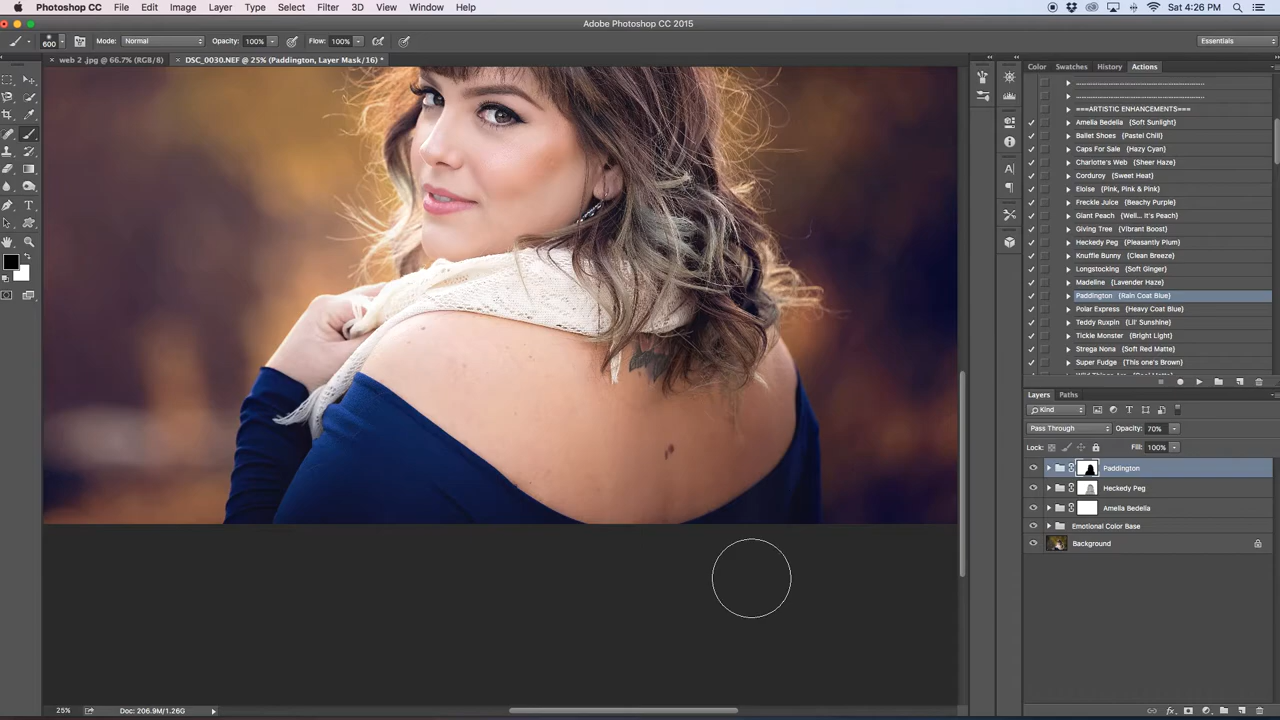 Photoshop CC File Edit Image Layer Type Select Filter 3D View Window Help Sat 4:26 PM
Adobe Photoshop CC 2015
600 Mode: Normal Opacity: 100% Flow: 100% Essentials
× web 2 .jpg @ 66.7% (RGB/8) × DSC_0030.NEF @ 25% (Paddington, Layer Mask/16) *
Color Swatches History Actions
===ARTISTIC ENHANCEMENTS===
Amelia Bedelia {Soft Sunlight}
Ballet Shoes {Pastel Chill}
Caps For Sale {Hazy Cyan}
Charlotte's Web {Sheer Haze}
Corduroy {Sweet Heat}
Eloise {Pink, Pink & Pink}
Freckle Juice {Beachy Purple}
Giant Peach {Well... It's Peach}
Giving Tree {Vibrant Boost}
Heckedy Peg {Pleasantly Plum}
Knuffle Bunny {Clean Breeze}
Longstocking {Soft Ginger}
Madeline {Lavender Haze}
Paddington {Rain Coat Blue}
Polar Express {Heavy Coat Blue}
Teddy Ruxpin {Lil' Sunshine}
Tickle Monster {Bright Light}
Strega Nona {Soft Red Matte}
Super Fudge {This one's Brown}
Layers Paths
Kind
Pass Through Opacity: 70%
Lock: Fill: 100%
Paddington
Heckedy Peg
Amelia Bedelia
Emotional Color Base
Background
25% Doc: 206.9M/1.26G